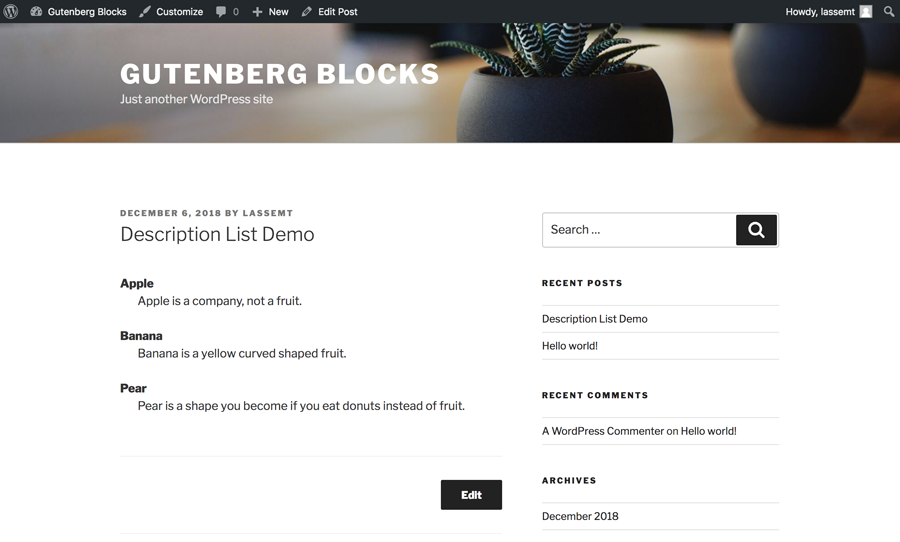 Gutenberg Blocks Customize 0 New Edit Post Howdy, lassemt
GUTENBERG BLOCKS
Just another WordPress site
DECEMBER 6, 2018 BY LASSEMT
Description List Demo
Apple
Apple is a company, not a fruit.
Banana
Banana is a yellow curved shaped fruit.
Pear
Pear is a shape you become if you eat donuts instead of fruit.
Edit
Search ...
RECENT POSTS
Description List Demo
Hello world!
RECENT COMMENTS
A WordPress Commenter on Hello world!
ARCHIVES
December 2018